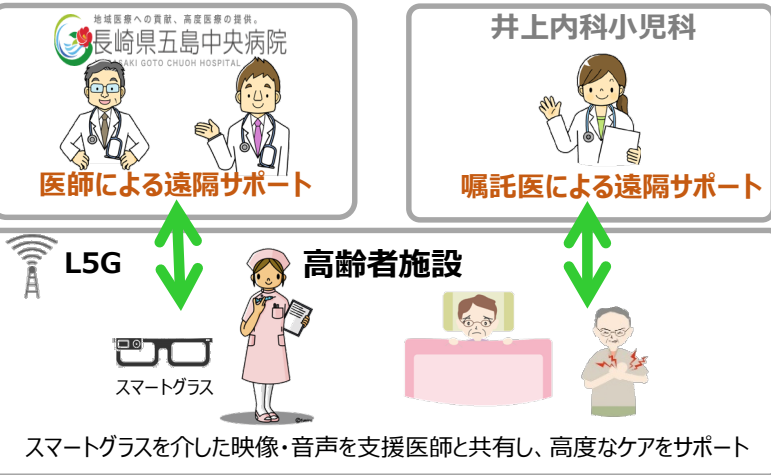 地域医療への貢献、高度医療の提供。
長崎県五島中央病院
ASAKI GOTO CHUOH HOSPITAL
医師による遠隔サポート
井上内科小児科
嘱託医による遠隔サポート
L5G
高齢者施設
スマートグラス
スマートグラスを介した映像・音声を支援医師と共有し、高度なケアをサポート